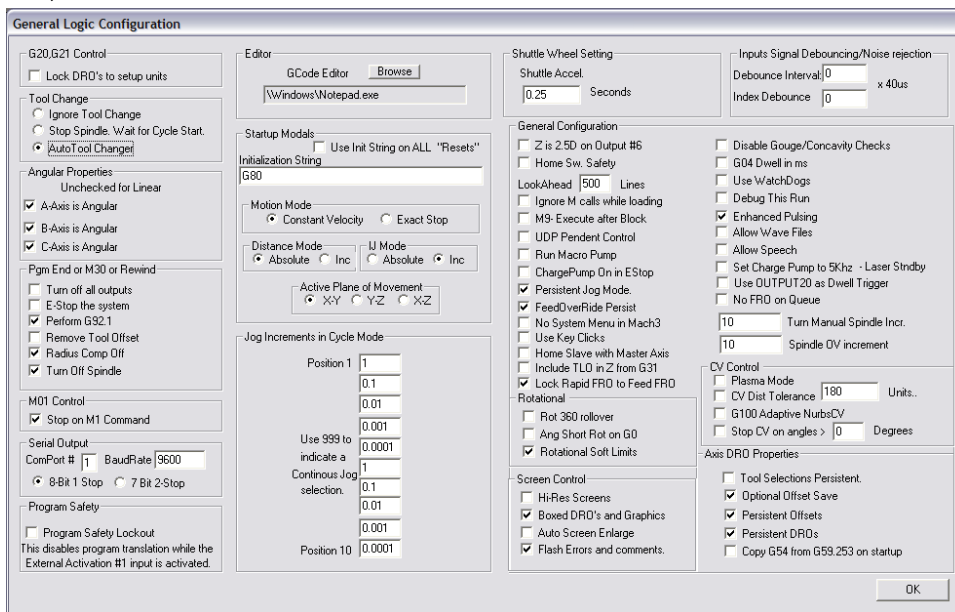 General Logic Configuration
G20,G21 Control
Lock DRO's to setup units
Tool Change
Ignore Tool Change
Stop Spindle. Wait for Cycle Start.
AutoTool Changer
Angular Properties
Unchecked for Linear
A-Axis is Angular
B-Axis is Angular
C-Axis is Angular
Pgm End or M30 or Rewind
Turn off all outputs
E-Stop the system
Perform G92.1
Remove Tool Offset
Radius Comp Off
Turn Off Spindle
M01 Control
Stop on M1 Command
Serial Output
ComPort # 1 BaudRate 9600
8-Bit 1 Stop 7 Bit 2-Stop
Program Safety
Program Safety Lockout
This disables program translation while the
External Activation #1 input is activated.
Editor
GCode Editor Browse
\Windows\Notepad.exe
Startup Modals
Use Init String on ALL "Resets"
Initialization String
G80
Motion Mode
Constant Velocity Exact Stop
Distance Mode
Absolute Inc
IJ Mode
Absolute Inc
Active Plane of Movement
X-Y Y-Z X-Z
Jog Increments in Cycle Mode
Position 1 1
0.1
0.01
0.001
Use 999 to
indicate a
Continous Jog
selection.
0.0001
1
0.1
0.01
0.001
Position 10 0.0001
Shuttle Wheel Setting
Shuttle Accel.
0.25 Seconds
Inputs Signal Debouncing/Noise rejection
Debounce Interval: 0 x 40us
Index Debounce 0
General Configuration
Z is 2.5D on Output #6
Home Sw. Safety
LookAhead 500 Lines
Ignore M calls while loading
M9- Execute after Block
UDP Pendent Control
Run Macro Pump
ChargePump On in EStop
Persistent Jog Mode.
FeedOverRide Persist
No System Menu in Mach3
Use Key Clicks
Home Slave with Master Axis
Include TLO in Z from G31
Lock Rapid FRO to Feed FRO
Disable Gouge/Concavity Checks
G04 Dwell in ms
Use WatchDogs
Debug This Run
Enhanced Pulsing
Allow Wave Files
Allow Speech
Set Charge Pump to 5Khz - Laser Stndby
Use OUTPUT20 as Dwell Trigger
No FRO on Queue
10 Turn Manual Spindle Incr.
10 Spindle OV increment
Rotational
Rot 360 rollover
Ang Short Rot on G0
Rotational Soft Limits
CV Control
Plasma Mode
CV Dist Tolerance 180 Units..
G100 Adaptive NurbsCV
Stop CV on angles > 0 Degrees
Screen Control
Hi-Res Screens
Boxed DRO's and Graphics
Auto Screen Enlarge
Flash Errors and comments.
Axis DRO Properties
Tool Selections Persistent.
Optional Offset Save
Persistent Offsets
Persistent DROs
Copy G54 from G59.253 on startup
OK